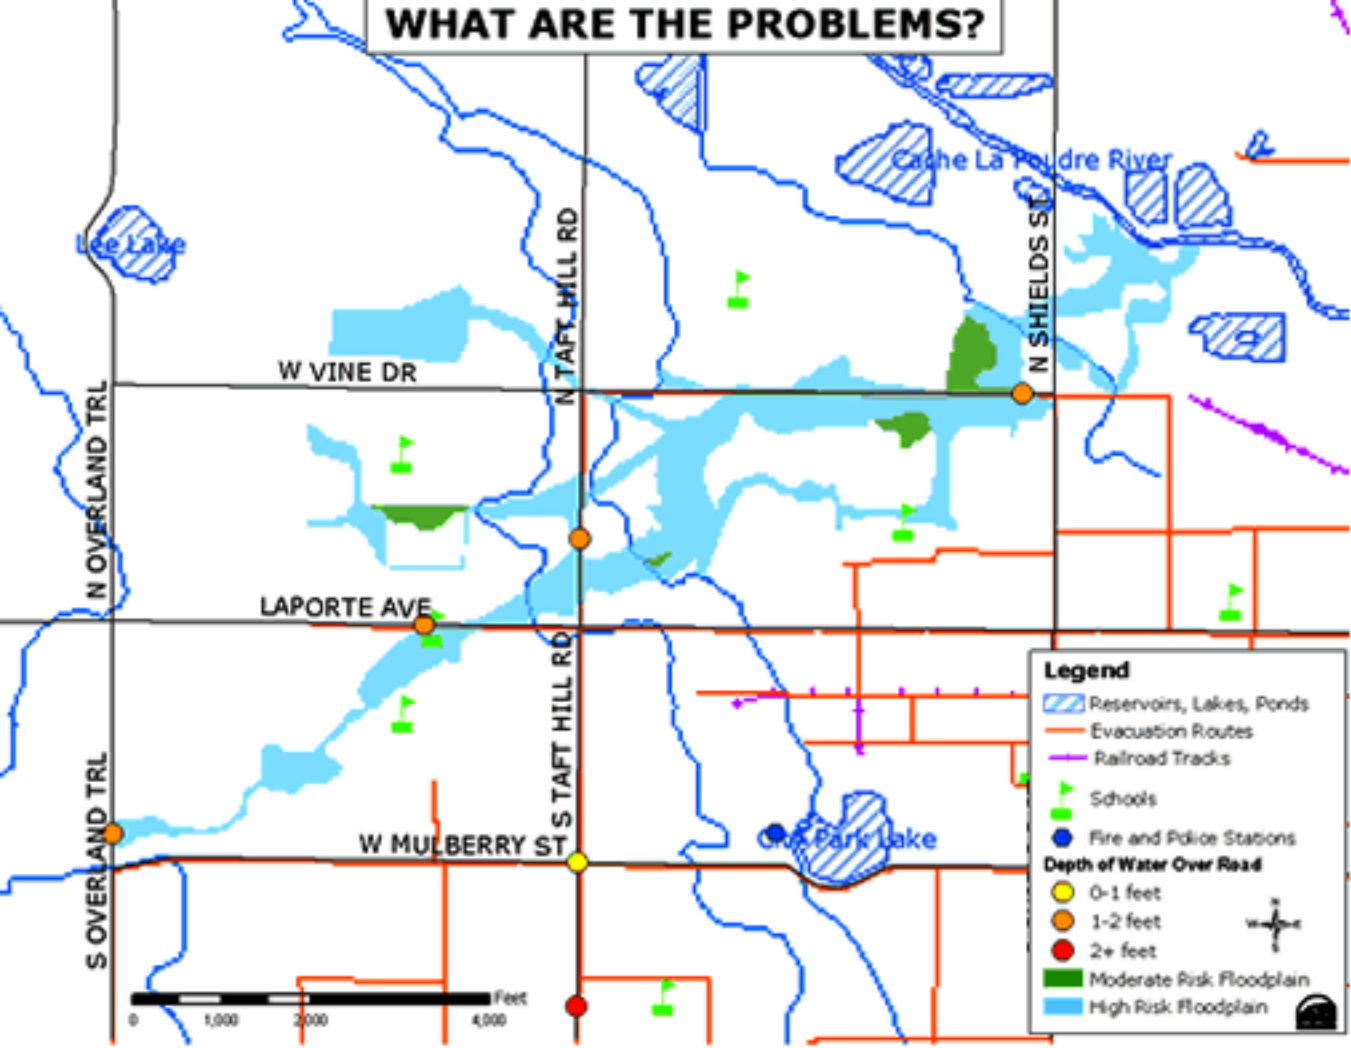 WHAT ARE THE PROBLEMS?
Cache La Poudre River
Lee Lake
N TAFT HILL RD
N SHIELDS ST
W VINE DR
N OVERLAND TRL
LAPORTE AVE
S TAFT HILL RD
S OVERLAND TRL
W MULBERRY ST
Park Lake
Feet
0 1,000 2,000 4,000
Legend
Reservoirs, Lakes, Ponds
Evacuation Routes
Railroad Tracks
Schools
Fire and Police Stations
Depth of Water Over Road
0-1 feet
1-2 feet
2+ feet
N
W E
S
Moderate Risk Floodplain
High Risk Floodplain